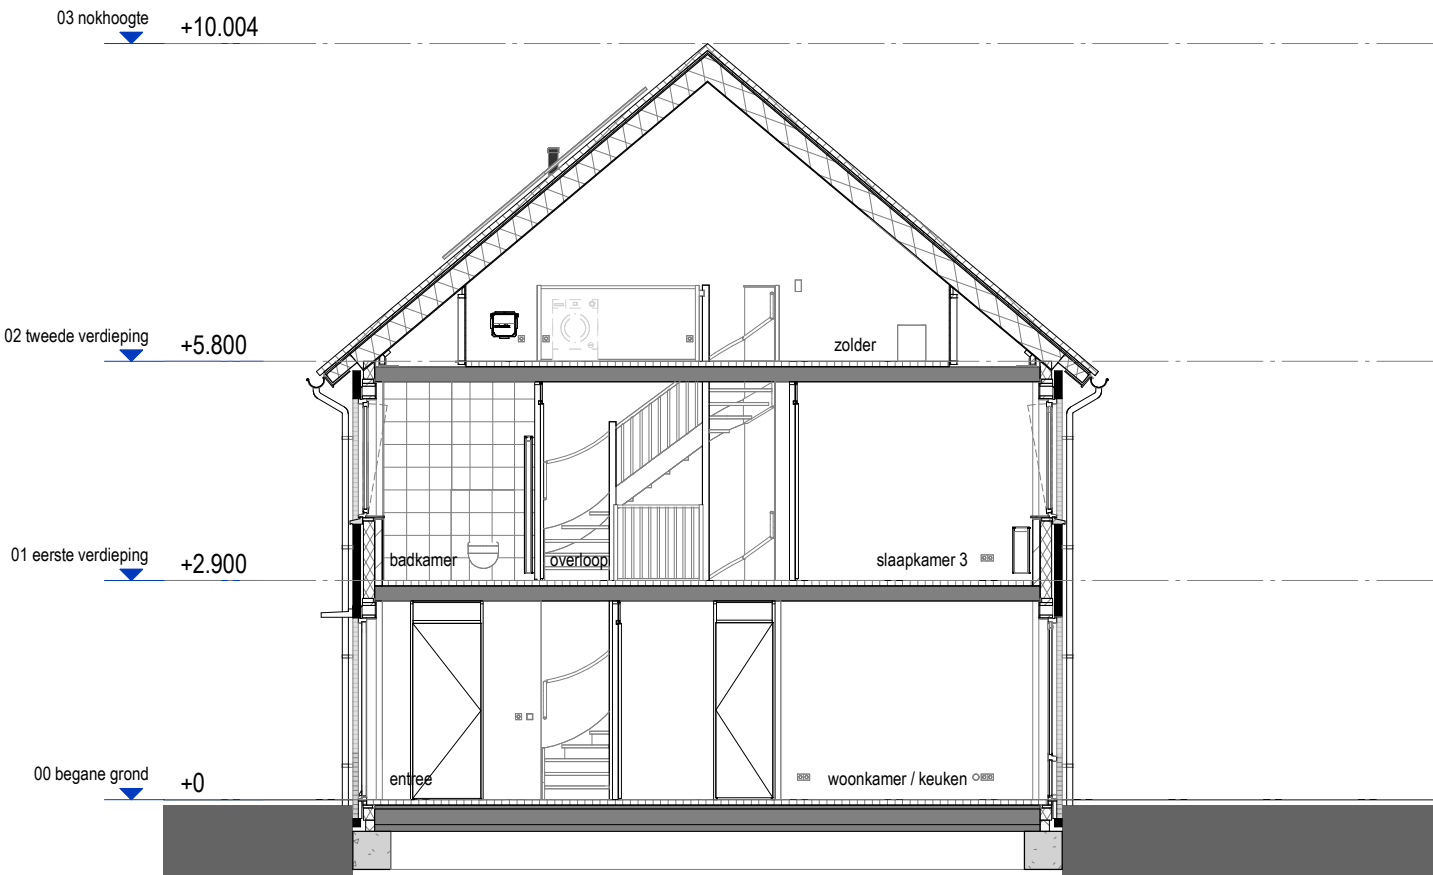 03 nokhoogte
+10.004
02 tweede verdieping
+5.800
zolder
01 eerste verdieping
+2.900
badkamer
overloop
slaapkamer 3
00 begane grond
+0
entree
woonkamer / keuken